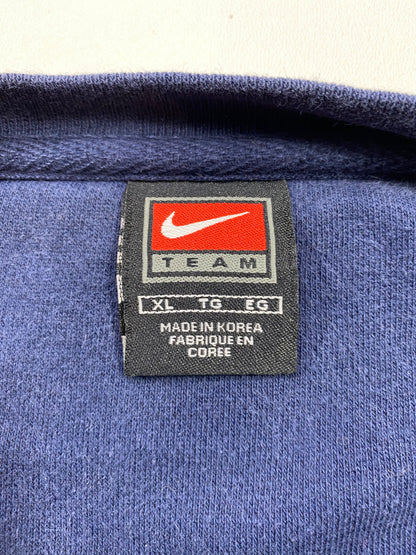 TEAM
XL TG EG
MADE IN KOREA
FABRIQUE EN
COREE